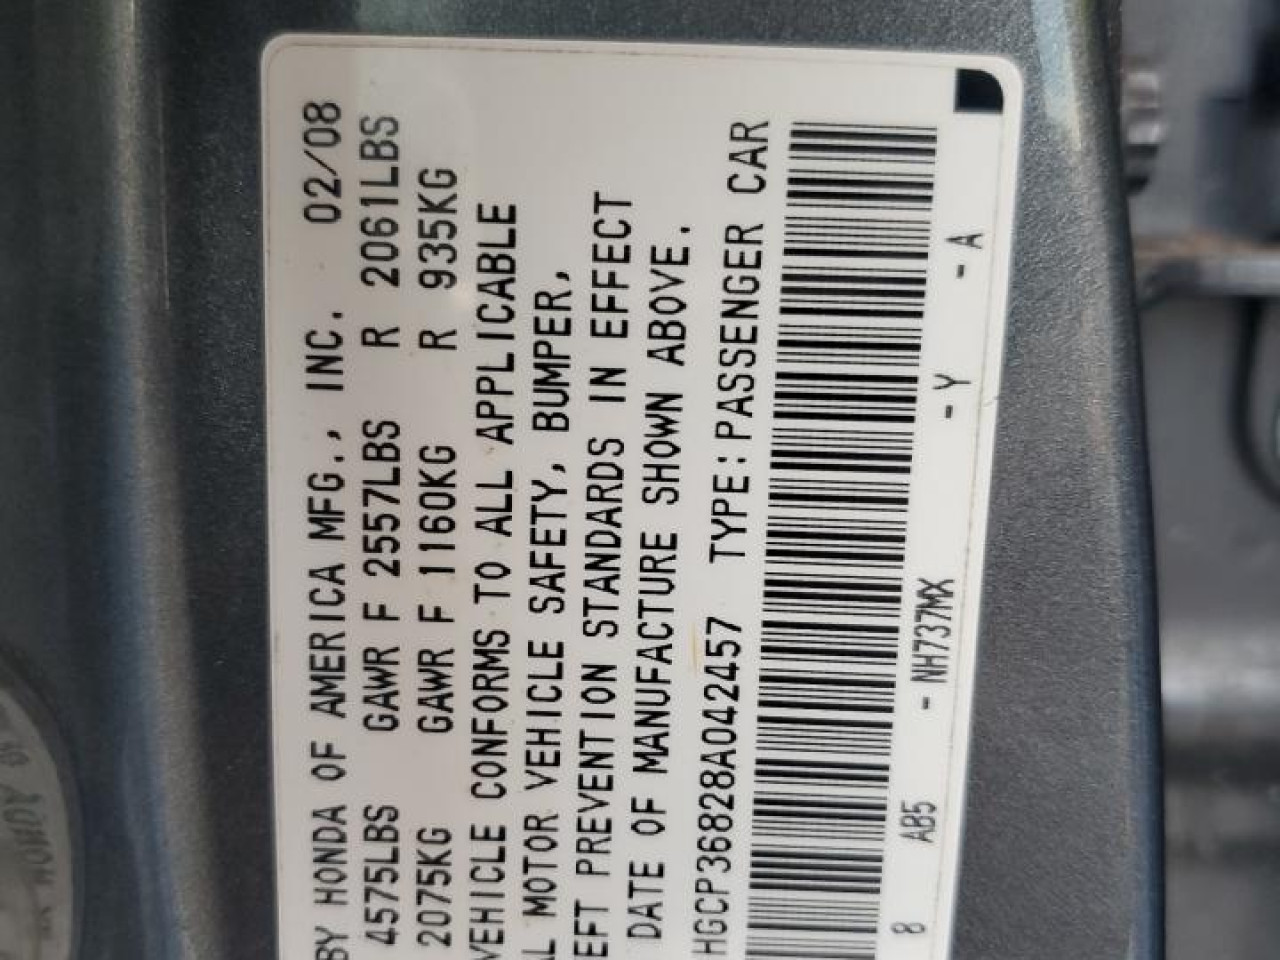 BY HONDA OF AMERICA MFG., INC. 02/08
4575LBS GAWR F 2557LBS R 2061LBS
2075KG GAWR F 1160KG R 935KG
VEHICLE CONFORMS TO ALL APPLICABLE
L MOTOR VEHICLE SAFETY, BUMPER,
EFT PREVENTION STANDARDS IN EFFECT
DATE OF MANUFACTURE SHOWN ABOVE.
HGCP36828A042457 TYPE:PASSENGER CAR
8 AB5 - NH737MX - Y - A